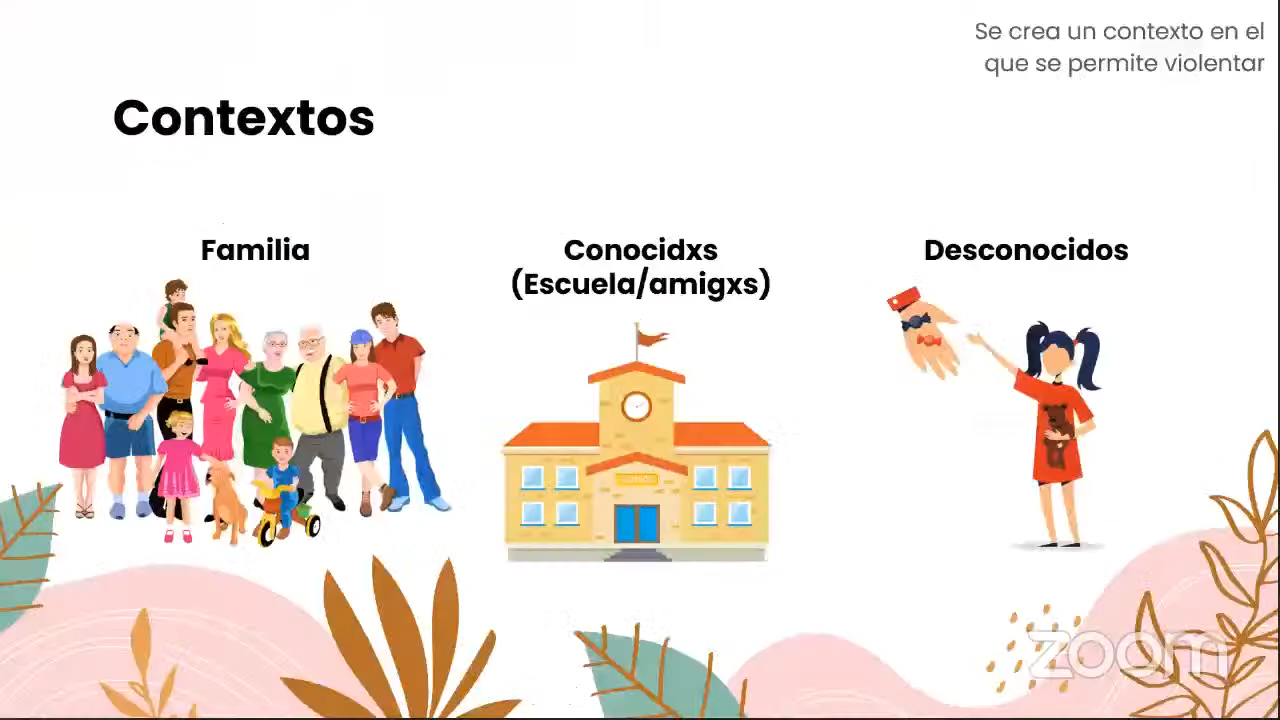 Se crea un contexto en el
que se permite violentar
Contextos
Familia
Conocidxs
(Escuela/amigxs)
Desconocidos
zoom